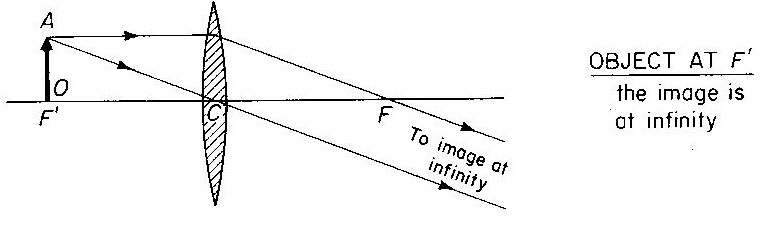 A
O
F'
C
F
To image at
infinity
OBJECT AT F'
the image is
at infinity